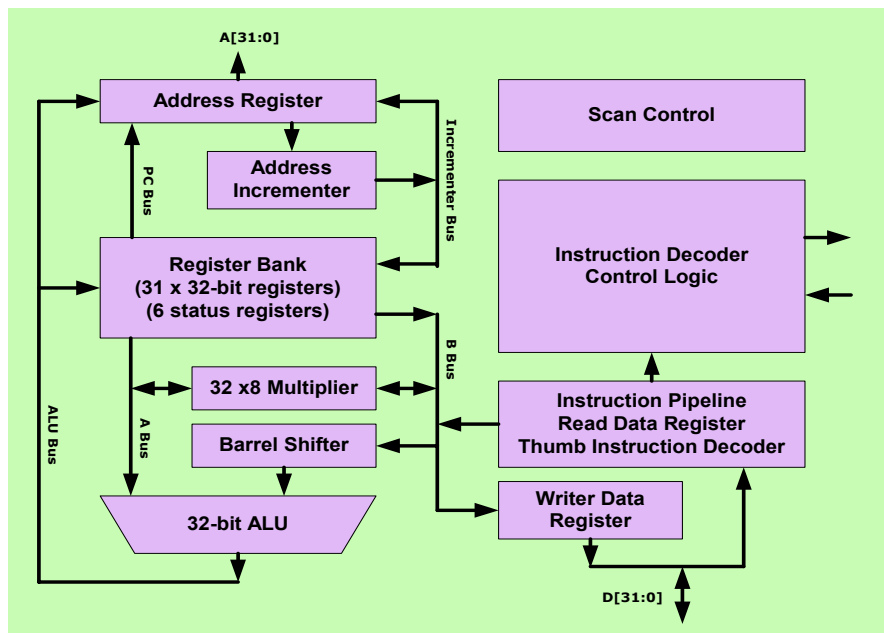 A[31:0]
Address Register
Scan Control
Incrementer Bus
Address
Incrementer
PC Bus
Register Bank
(31 x 32-bit registers)
(6 status registers)
Instruction Decoder
Control Logic
B Bus
32 x8 Multiplier
Instruction Pipeline
Read Data Register
Thumb Instruction Decoder
ALU Bus
A Bus
Barrel Shifter
Writer Data
Register
32-bit ALU
D[31:0]